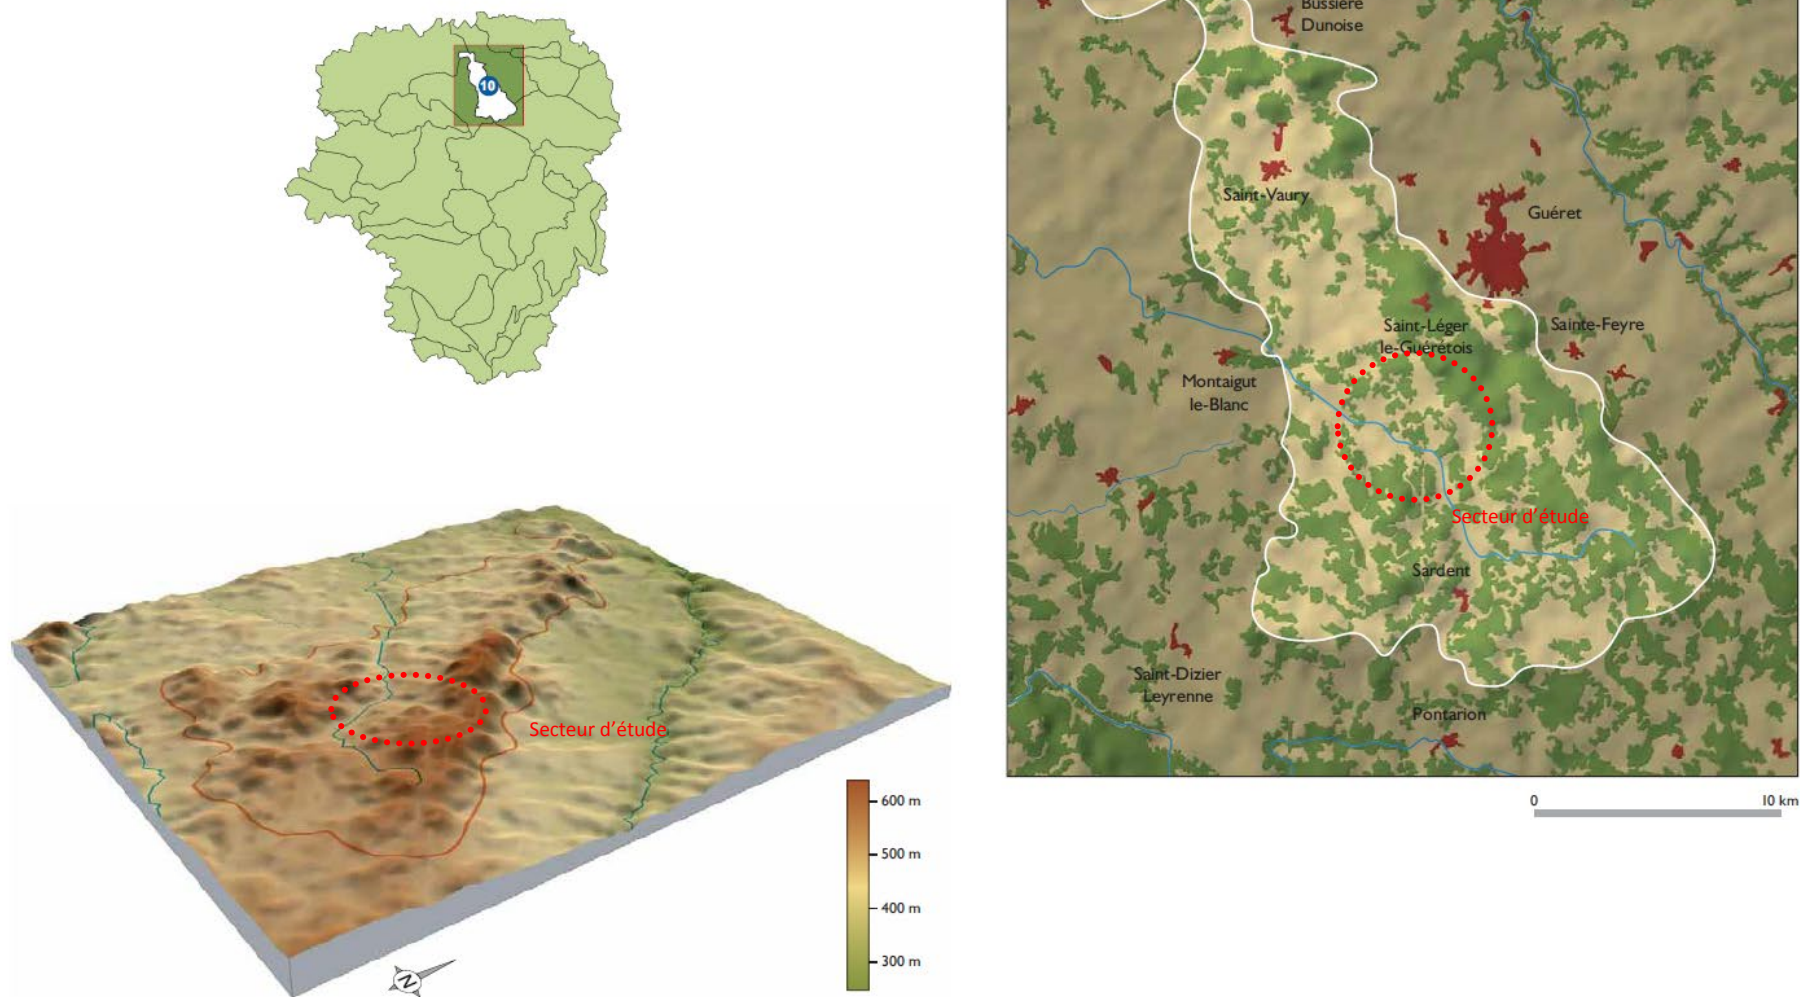 10
Bussière
Dunoise
Saint-Vaury
Guéret
Saint-Léger
le-Guérétois
Sainte-Feyre
Montaigut
le-Blanc
Secteur d'étude
Sardent
Saint-Dizier
Leyrenne
Pontarion
0 10 km
Secteur d'étude
600 m
500 m
400 m
300 m
N